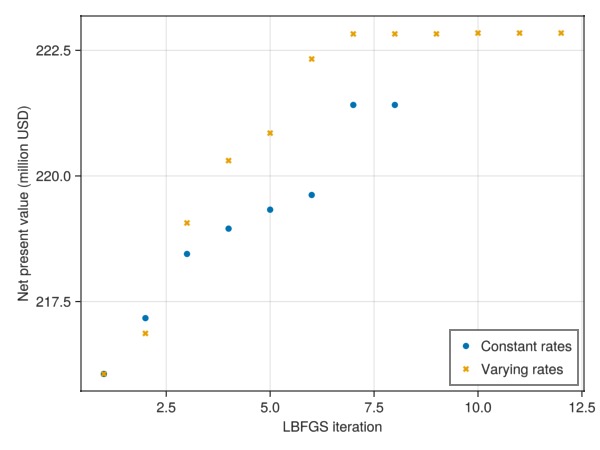 Net present value (million USD)
222.5
220.0
217.5
2.5 5.0 7.5 10.0 12.5
LBFGS iteration
Constant rates
Varying rates